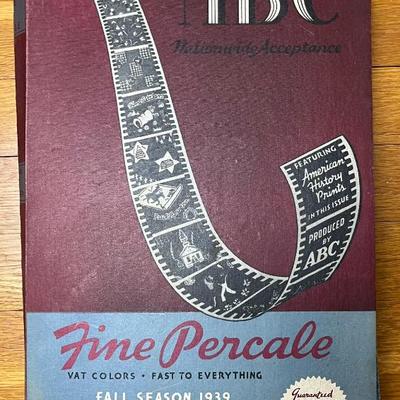 ABC
Nationwide Acceptance
FEATURING
American
History
Prints
IN THIS ISSUE
PRODUCED
BY
ABC
Fine Percale
VAT COLORS • FAST TO EVERYTHING
FALL SEASON 1939
Guaranteed